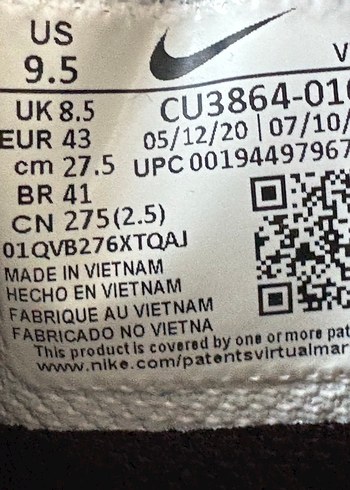 US
9.5
V
UK 8.5
CU3864-01
EUR 43
05/12/20 | 07/10/
cm 27.5
UPC 00194497967
BR 41
CN 275(2.5)
01QVB276XTQAJ
MADE IN VIETNAM
HECHO EN VIETNAM
FABRIQUE AU VIETNAM
FABRICADO NO VIETNA
This product is covered by one or more pat
www.nike.com/patentsvirtualmar